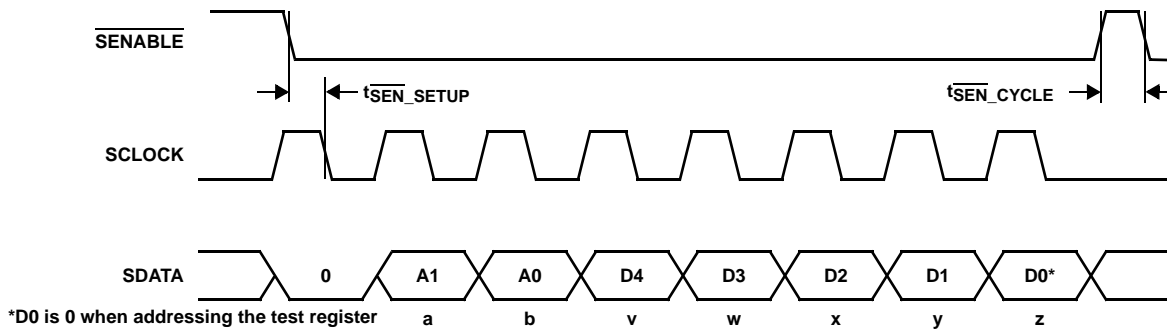 SENABLE
tSEN_SETUP
tSEN_CYCLE
SCLOCK
SDATA
0 A1 A0 D4 D3 D2 D1 D0*
*D0 is 0 when addressing the test register
a b v w x y z